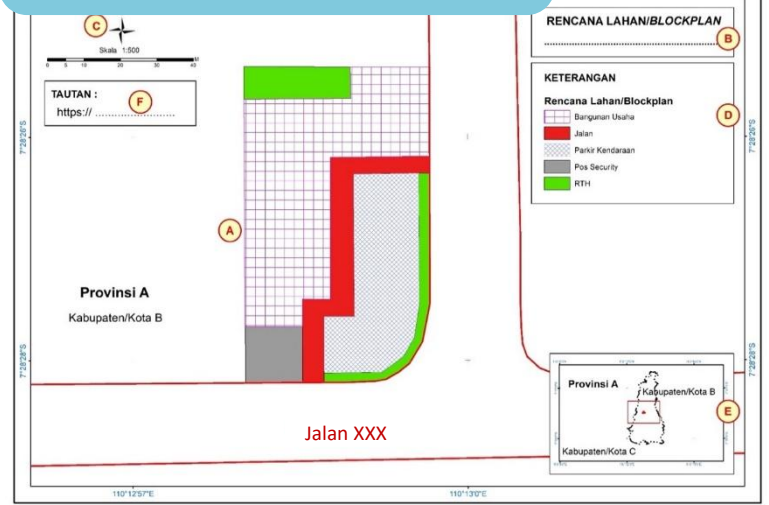 C
Skala 1:500
0 5 10 20 30 40 M
TAUTAN :
https:// ........................
F
RENCANA LAHAN/BLOCKPLAN
B
KETERANGAN
Rencana Lahan/Blockplan
Bangunan Usaha
Jalan
Parkir Kendaraan
Pos Security
RTH
D
7°28'26"S
7°28'26"S
A
Provinsi A
Kabupaten/Kota B
7°28'28"S
7°28'28"S
Provinsi A
Kabupaten/Kota B
E
Kabupaten/Kota C
Jalan XXX
110°12'57"E
110°13'0"E